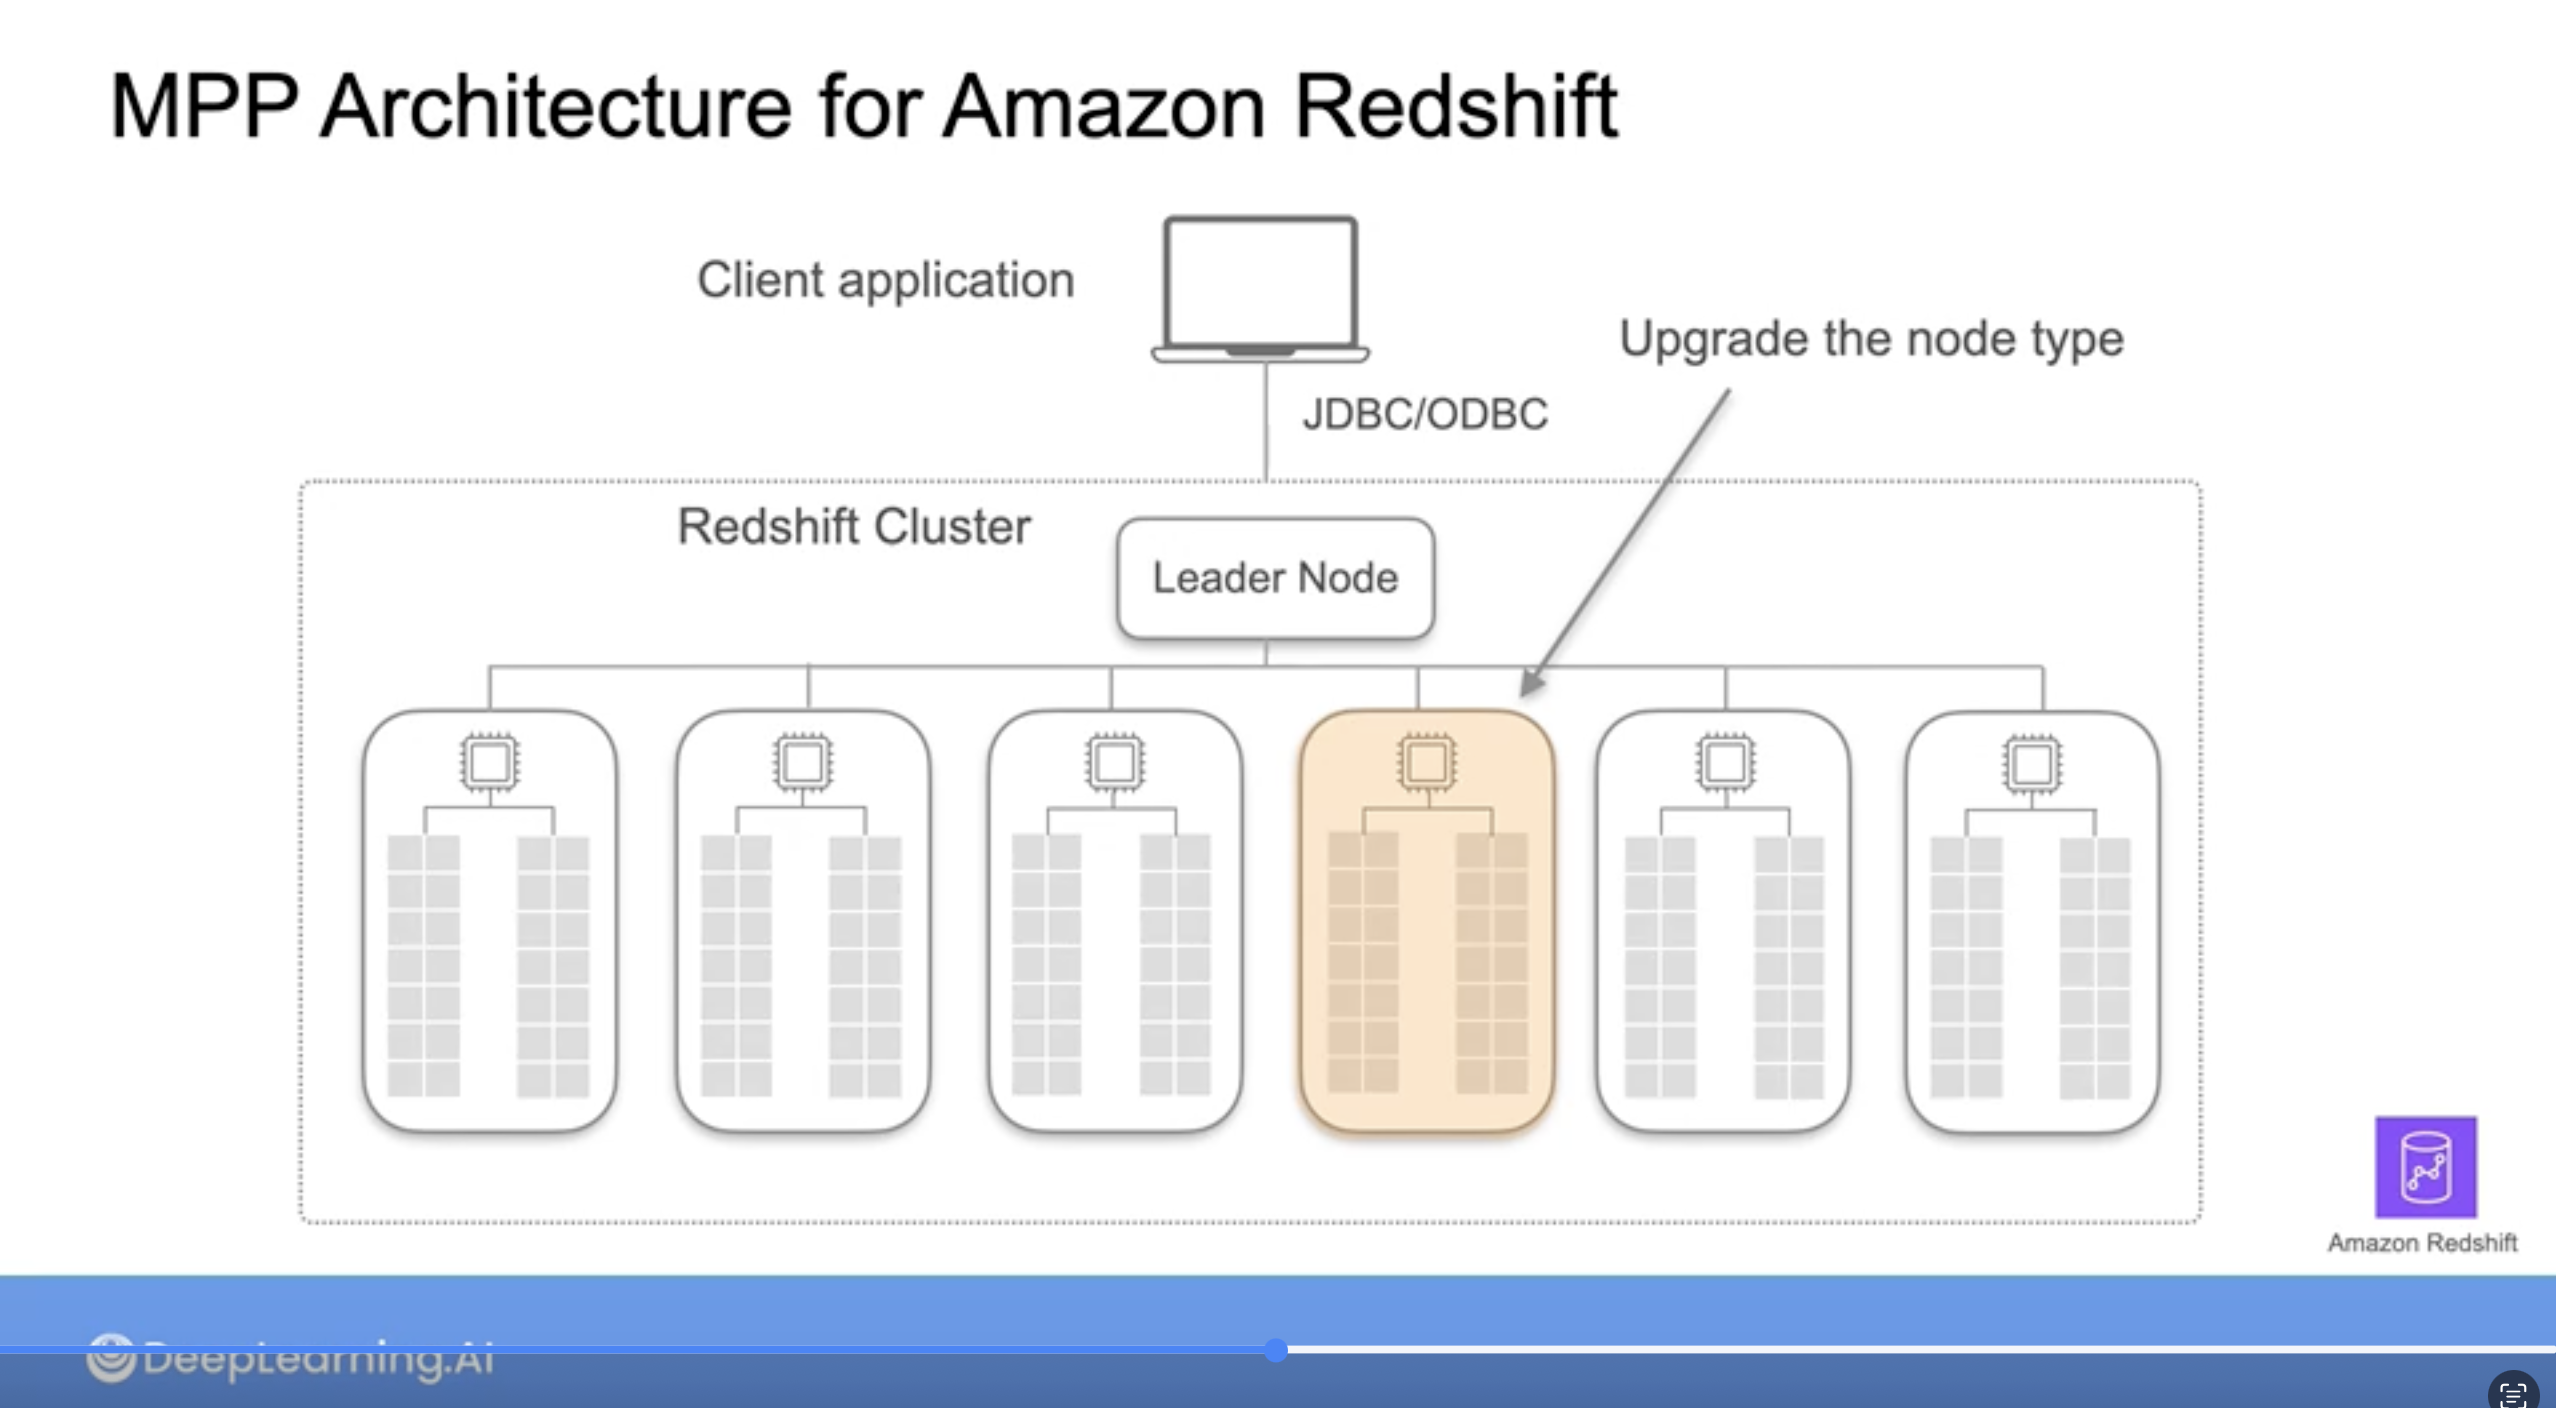 MPP Architecture for Amazon Redshift
Client application
Upgrade the node type
JDBC/ODBC
Redshift Cluster
Leader Node
Amazon Redshift
DeepLearning.AI